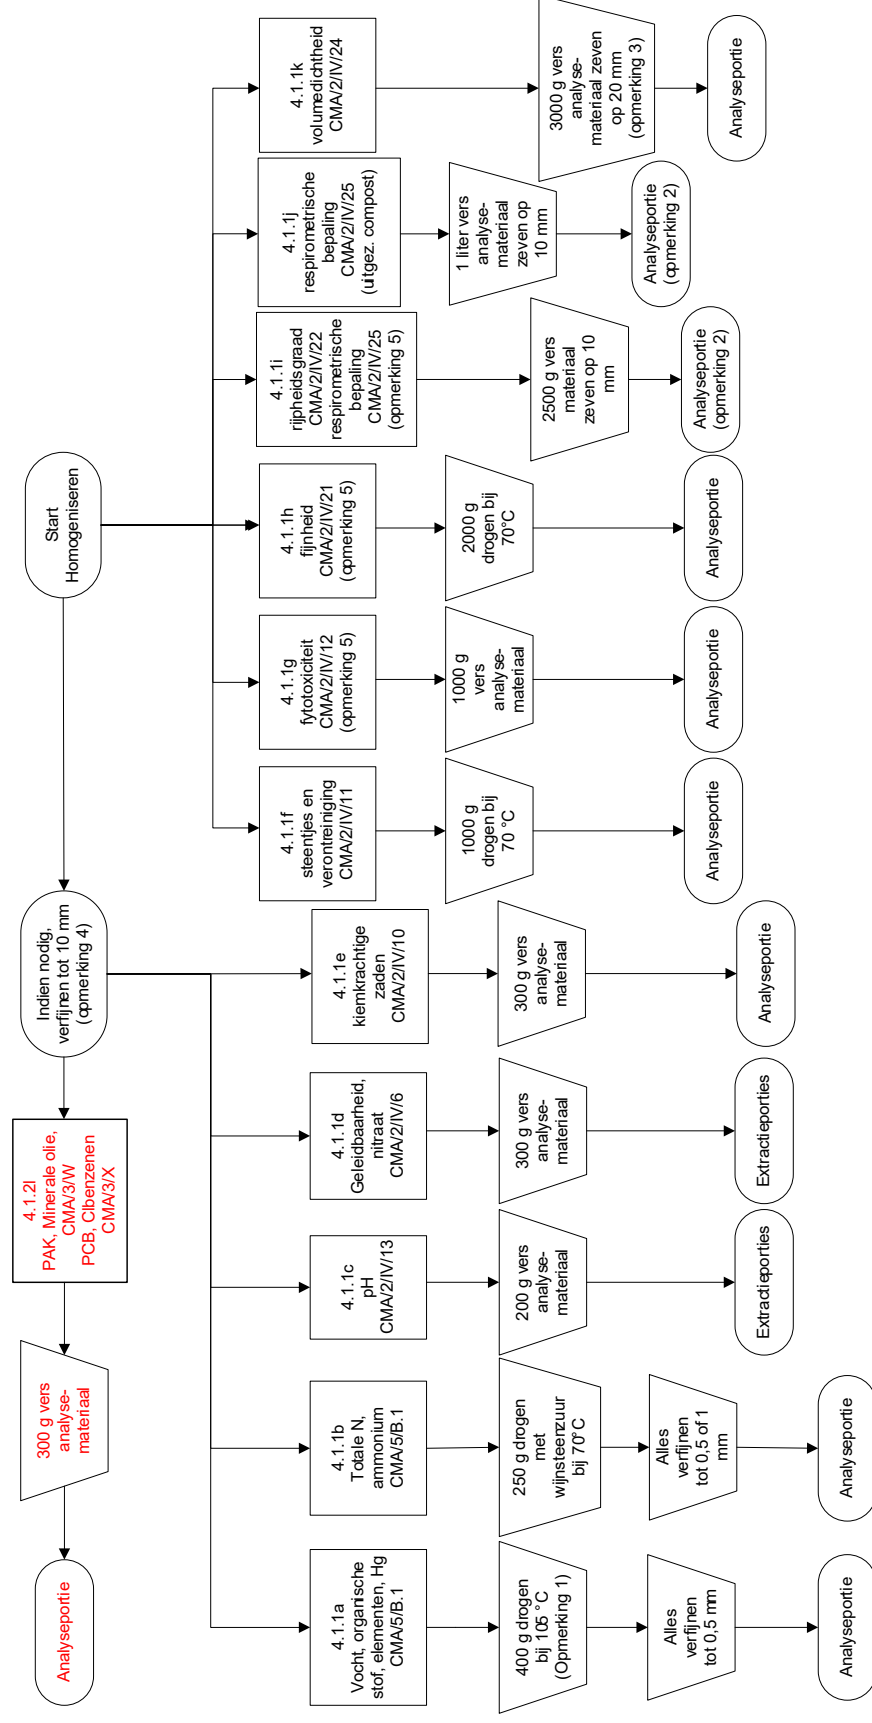 Start
Homogeniseren
Indien nodig,
verfijnen tot 10 mm
(opmerking 4)
4.1.2l
PAK, Minerale olie,
CMA/3/W
PCB, Clbenzenen
CMA/3/X
300 g vers
analyse-
materiaal
Analyseportie
4.1.1a
Vocht, organische
stof, elementen, Hg
CMA/5/B.1
400 g drogen
bij 105 °C
(Opmerking 1)
Alles
verfijnen
tot 0,5 mm
Analyseportie
4.1.1b
Totale N,
ammonium
CMA/5/B.1
250 g drogen
met
wijnsteenzuur
bij 70°C
Alles
verfijnen
tot 0,5 of 1
mm
Analyseportie
4.1.1c
pH
CMA/2/IV/13
200 g vers
analyse-
materiaal
Extractieporties
4.1.1d
Geleidbaarheid,
nitraat
CMA/2/IV/6
300 g vers
analyse-
materiaal
Extractieporties
4.1.1e
kiemkrachtige
zaden
CMA/2/IV/10
300 g vers
analyse-
materiaal
Analyseportie
4.1.1f
steentjes en
verontreiniging
CMA/2/IV/11
1000 g
drogen bij
70 °C
Analyseportie
4.1.1g
fytotoxiciteit
CMA/2/IV/12
(opmerking 5)
1000 g
vers
analyse-
materiaal
Analyseportie
4.1.1h
fijnheid
CMA/2/IV/21
(opmerking 5)
2000 g
drogen bij
70°C
Analyseportie
4.1.1i
rijpheidsgraad
CMA/2/IV/22
respirometrische
bepaling
CMA/2/IV/25
(opmerking 5)
2500 g vers
materiaal
zeven op 10
mm
Analyseportie
(opmerking 2)
4.1.1j
respirometrische
bepaling
CMA/2/IV/25
(uitgez. compost)
1 liter vers
analyse-
materiaal
zeven op
10 mm
Analyseportie
(opmerking 2)
4.1.1k
volumedichtheid
CMA/2/IV/24
3000 g vers
analyse-
materiaal zeven
op 20 mm
(opmerking 3)
Analyseportie